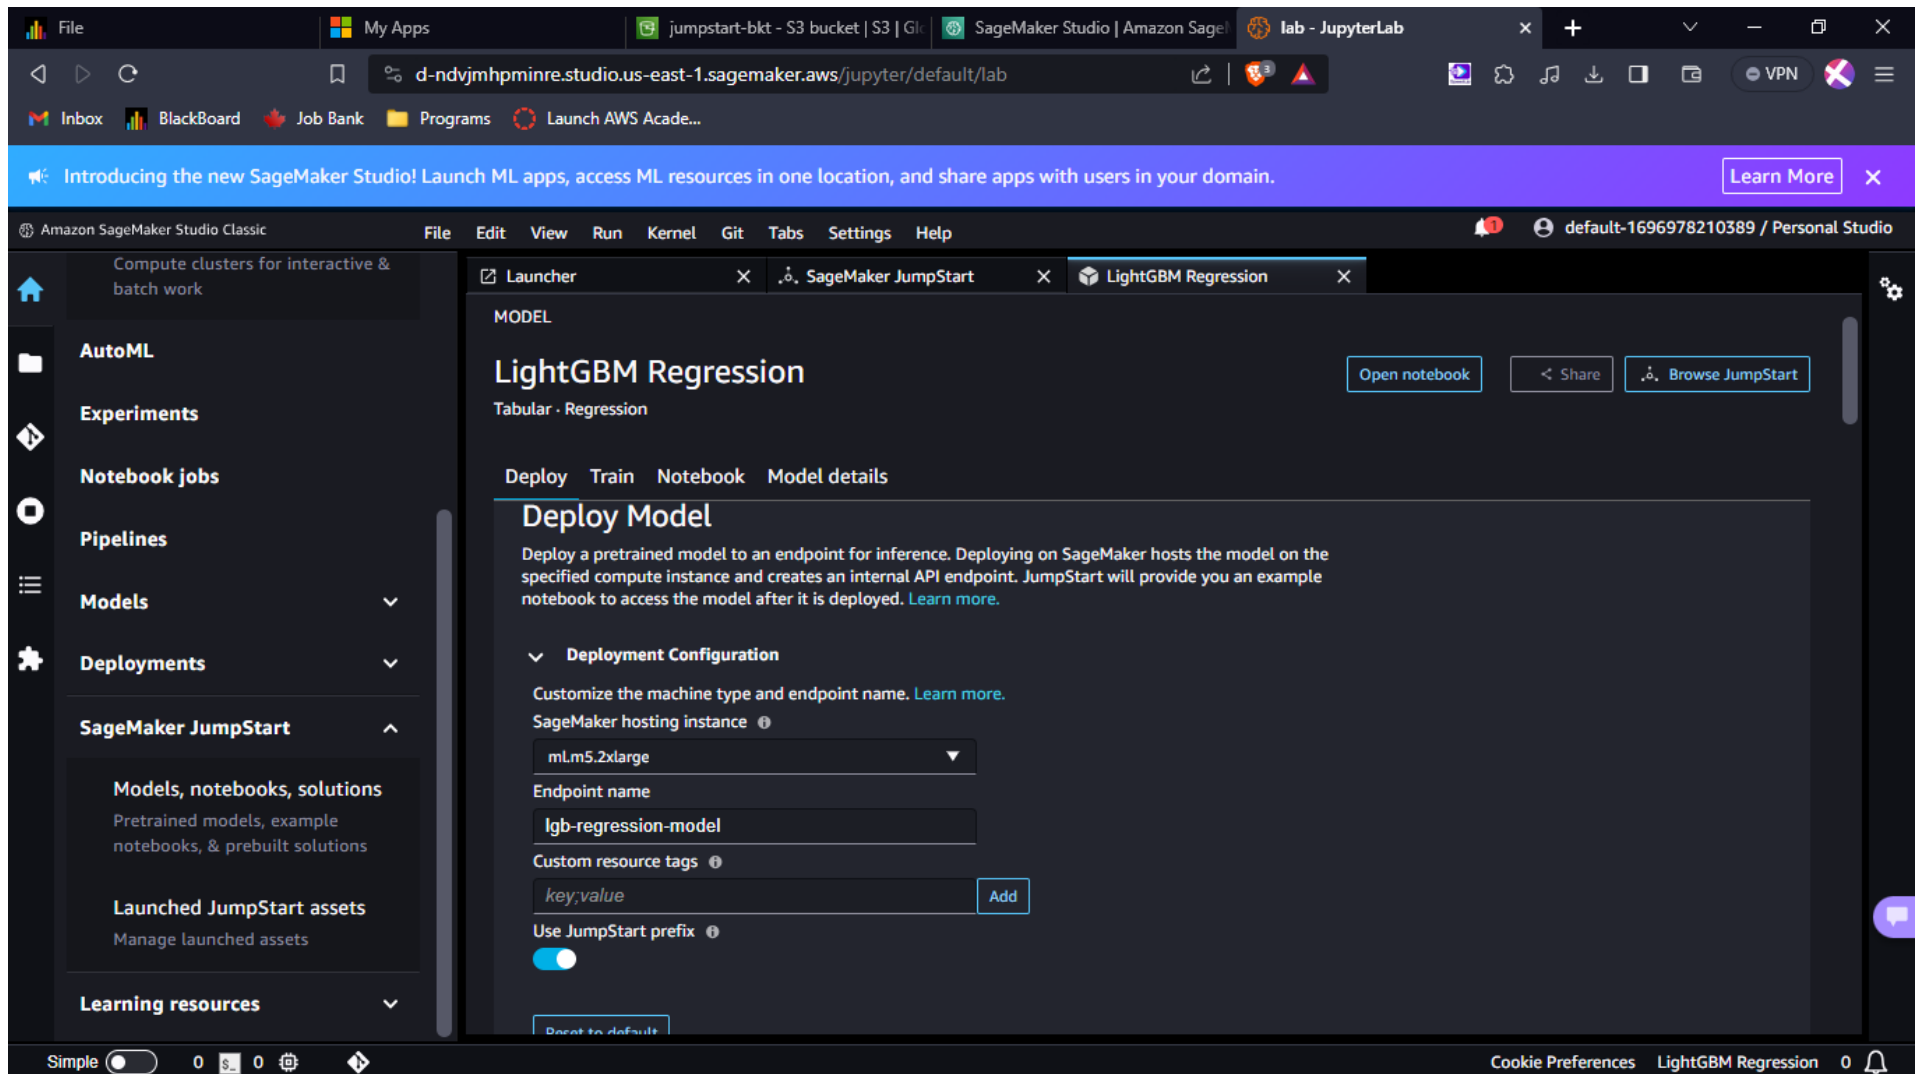 File
My Apps
jumpstart-bkt - S3 bucket | S3 | Glo
SageMaker Studio | Amazon Sage
lab - JupyterLab
d-ndvjmhpminre.studio.us-east-1.sagemaker.aws/jupyter/default/lab
3
VPN
Inbox
BlackBoard
Job Bank
Programs
Launch AWS Acade...
Introducing the new SageMaker Studio! Launch ML apps, access ML resources in one location, and share apps with users in your domain.
Learn More
Amazon SageMaker Studio Classic
File Edit View Run Kernel Git Tabs Settings Help
1
default-1696978210389 / Personal Studio
Compute clusters for interactive &
batch work
AutoML
Experiments
Notebook jobs
Pipelines
Models
Deployments
SageMaker JumpStart
Models, notebooks, solutions
Pretrained models, example
notebooks, & prebuilt solutions
Launched JumpStart assets
Manage launched assets
Learning resources
Launcher
SageMaker JumpStart
LightGBM Regression
MODEL
LightGBM Regression
Open notebook
Share
Browse JumpStart
Tabular · Regression
Deploy Train Notebook Model details
Deploy Model
Deploy a pretrained model to an endpoint for inference. Deploying on SageMaker hosts the model on the
specified compute instance and creates an internal API endpoint. JumpStart will provide you an example
notebook to access the model after it is deployed. Learn more.
Deployment Configuration
Customize the machine type and endpoint name. Learn more.
SageMaker hosting instance
ml.m5.2xlarge
Endpoint name
lgb-regression-model
Custom resource tags
key;value
Add
Use JumpStart prefix
Reset to default
Simple
0
$_
0
Cookie Preferences
LightGBM Regression
0